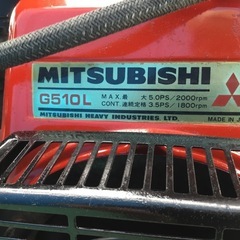 MITSUBISHI
G510L
MAX.最 大 5.0PS/2000rpm
CONT.連続定格 3.5PS/1800rpm
MITSUBISHI HEAVY INDUSTRIES, LTD.
MADE IN